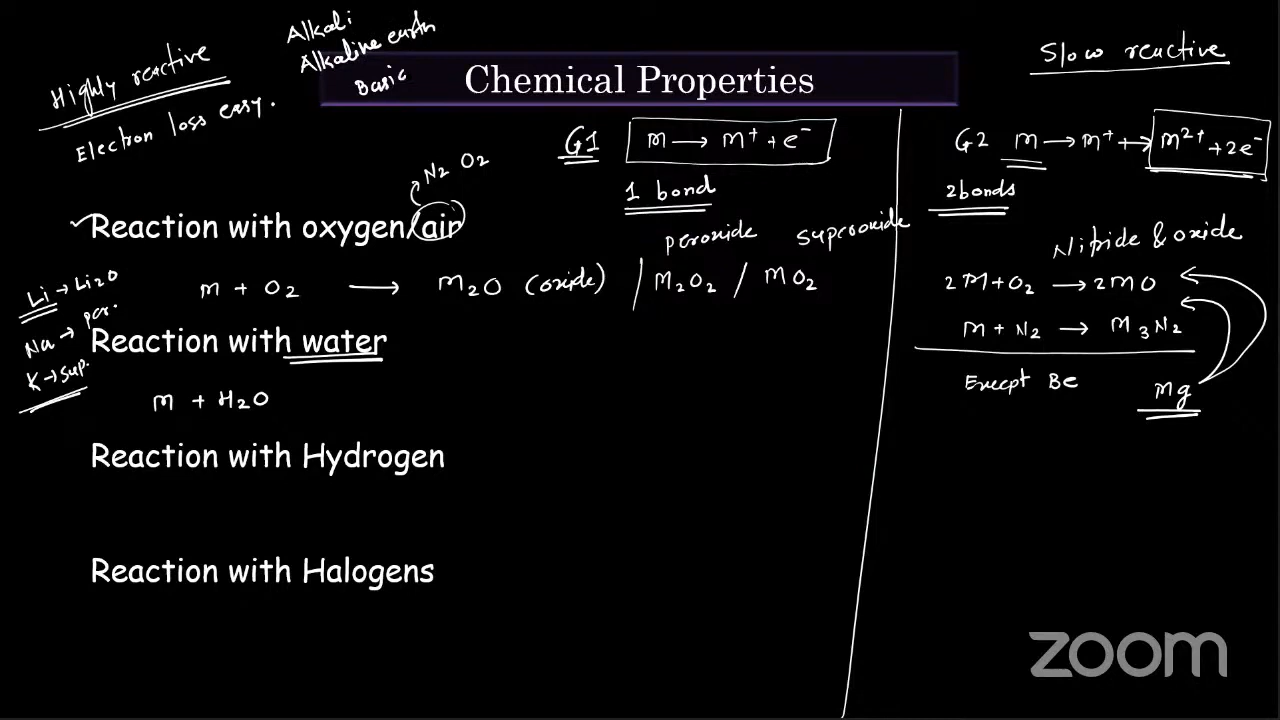 Highly reactive
Electron loss easy.
Alkali
Alkaline earth
Basic
Slow reactive
Chemical Properties
G1 M → M⁺ + e⁻
1 bond
G2 M → M⁺ + → M²⁺ + 2e⁻
2 bonds
N2 O2
Reaction with oxygen/air
peroxide superoxide
M + O2 → M2O (oxide) / M2O2 / MO2
Nitride & oxide
2M + O2 → 2MO
M + N2 → M3N2
Except Be
Mg
Li → Li2O
Na → per.
K → sup.
Reaction with water
M + H2O
Reaction with Hydrogen
Reaction with Halogens
zoom